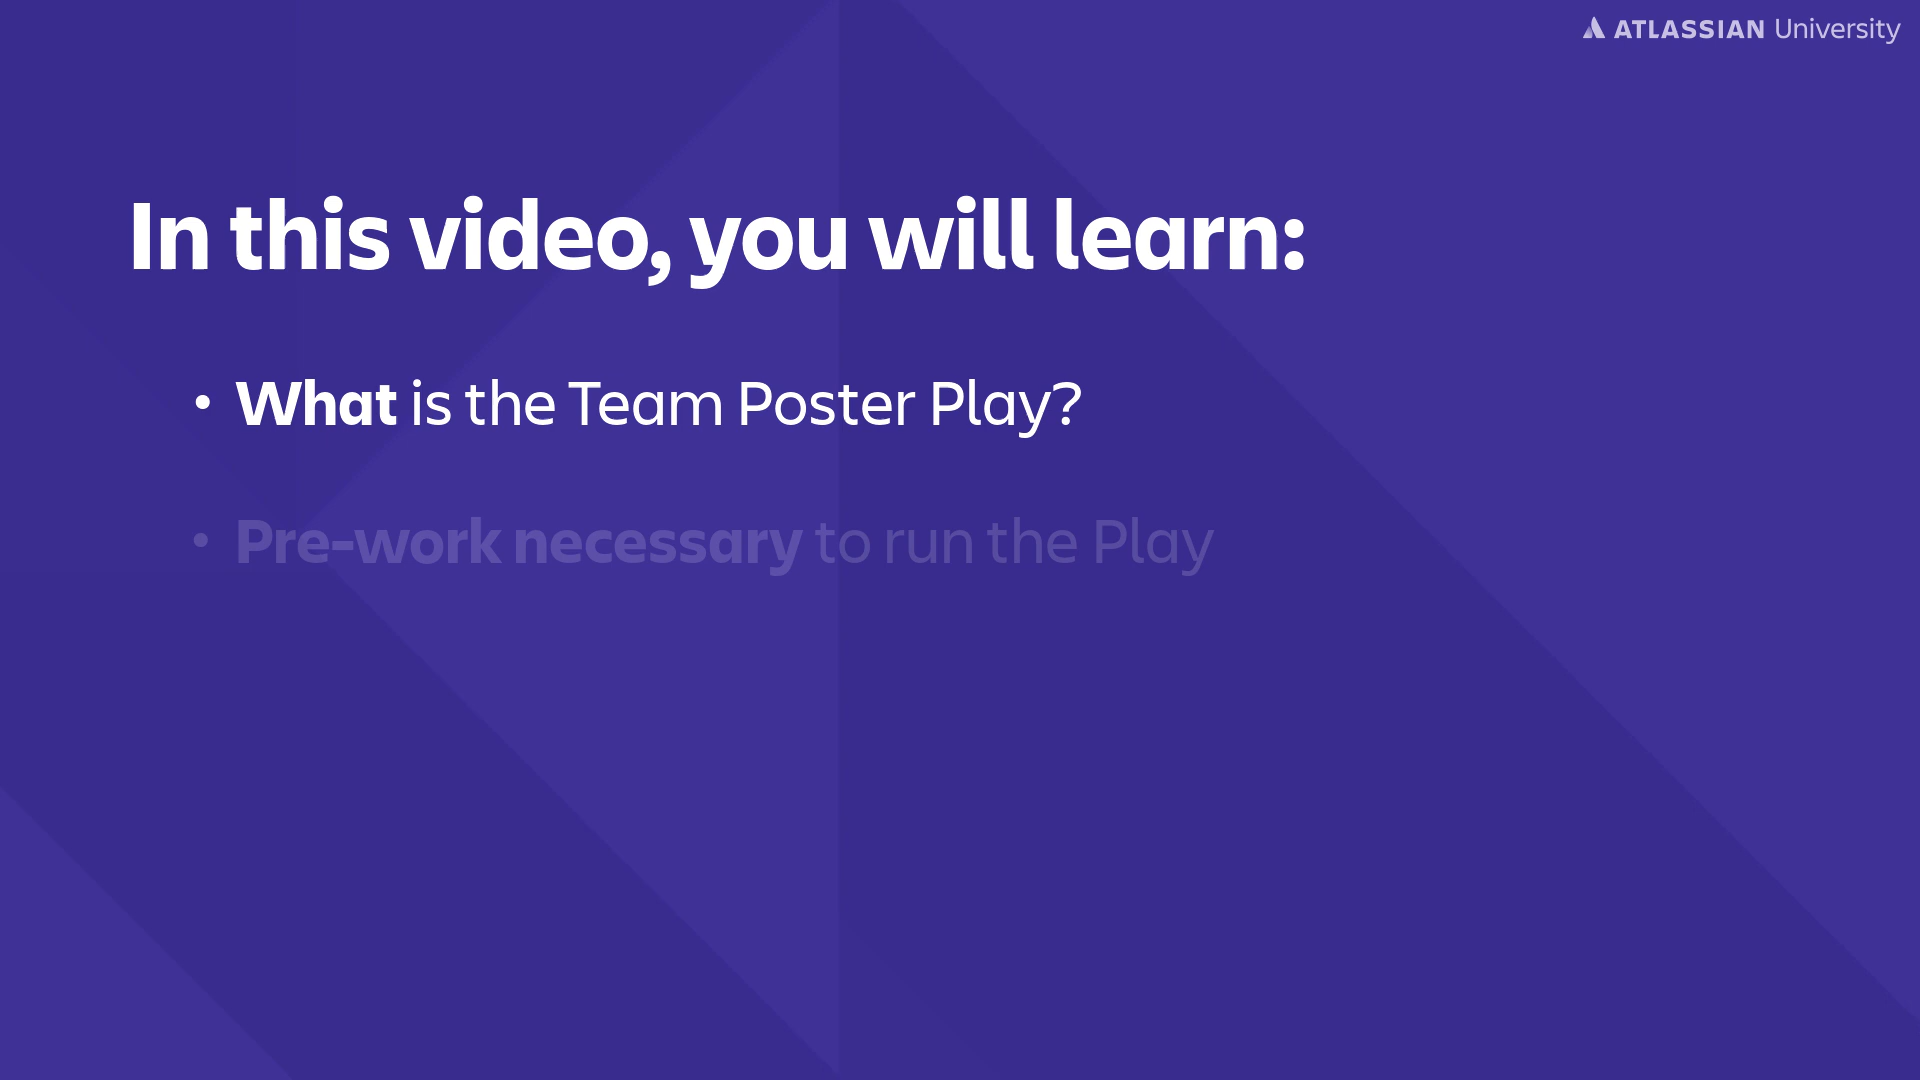 ATLASSIAN University
In this video, you will learn:
• What is the Team Poster Play?
• Pre-work necessary to run the Play